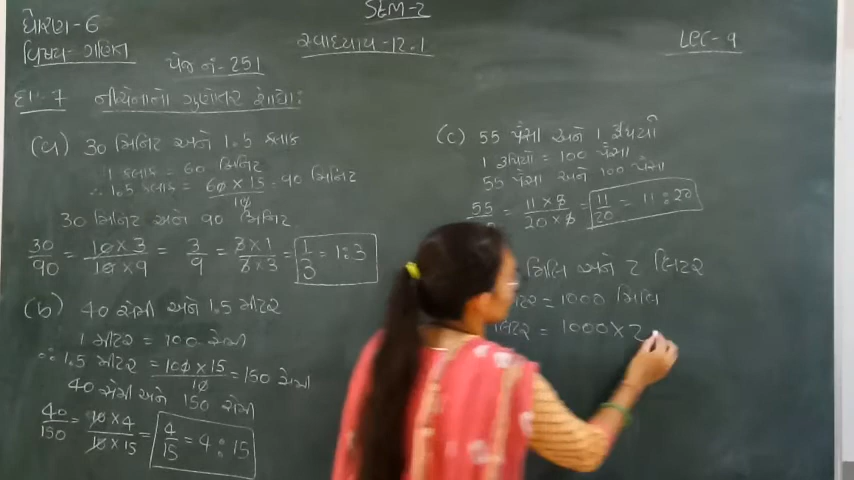 SEM-2
ધોરણ-6
વિષય- ગણિત
સ્વાધ્યાય-12.1
LEC-9
પેજ નં- 251
દા- 7 નીચેનાનો ગુણોત્તર શોધો:
(a) 30 મિનિટ અને 1.5 કલાક
1 કલાક = 60 મિનિટ
∴ 1.5 કલાક = 60 × 15 / 10 = 90 મિનિટ
30 મિનિટ અને 90 મિનિટ
30/90 = 10 × 3 / 10 × 9 = 3/9 = 3 × 1 / 3 × 3 = 1/3 = 1:3
(b) 40 સેમી અને 1.5 મીટર
1 મીટર = 100 સેમી
∴ 1.5 મીટર = 100 × 15 / 10 = 150 સેમી
40 સેમી અને 150 સેમી
40/150 = 10 × 4 / 10 × 15 = 4/15 = 4:15
(c) 55 પૈસા અને 1 રૂપિયો
1 રૂપિયો = 100 પૈસા
55 પૈસા અને 100 પૈસા
55 = 11 × 5 / 20 × 5 = 11/20 = 11:20
મિલિ અને 2 લિટર
= 1000 મિલિ
લિટર = 1000 × 2